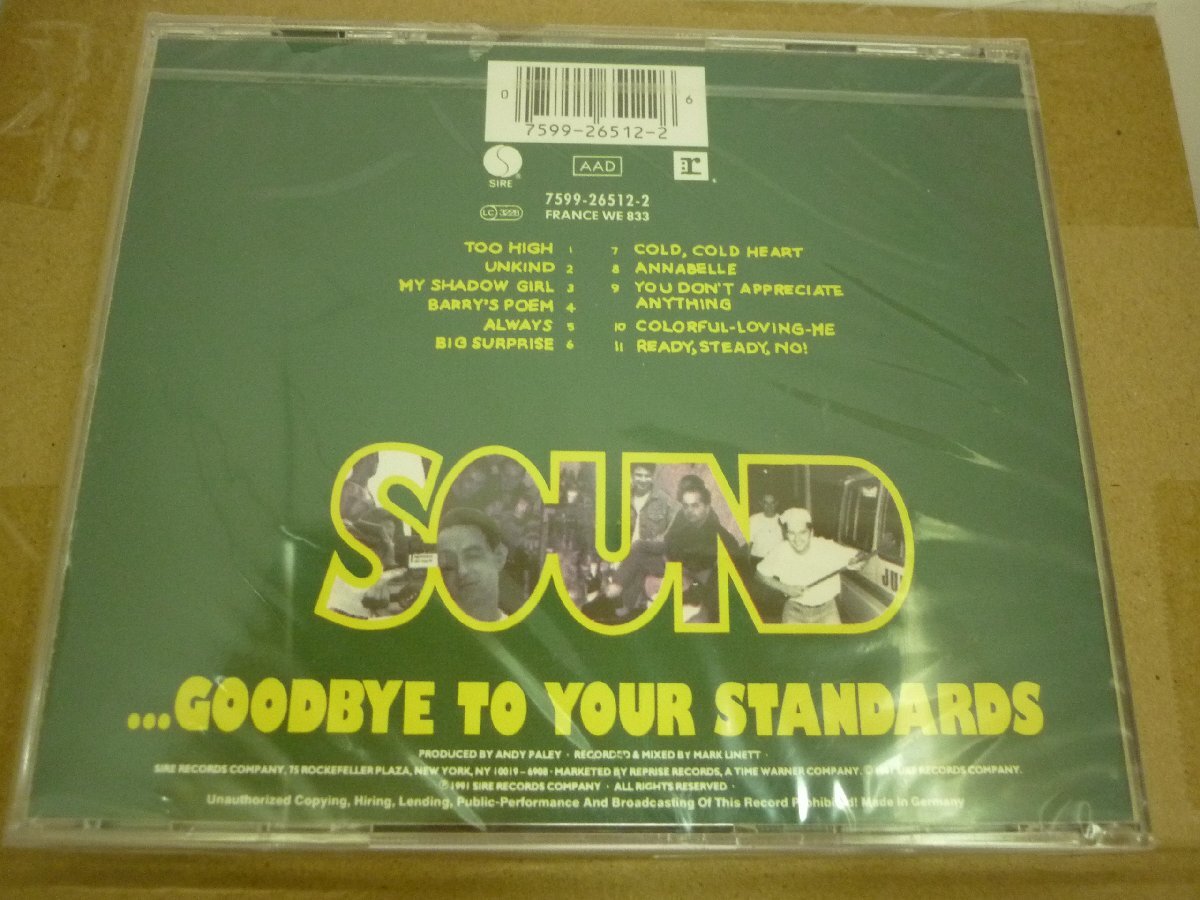 0 6
7599-26512-2
SIRE
AAD
r
7599-26512-2
LC
FRANCE WE 833
TOO HIGH 1
UNKIND 2
MY SHADOW GIRL 3
BARRY'S POEM 4
ALWAYS 5
BIG SURPRISE 6
7 COLD, COLD HEART
8 ANNABELLE
9 YOU DON'T APPRECIATE
ANYTHING
10 COLORFUL-LOVING-ME
11 READY, STEADY, NO!
SOUND
JU
...GOODBYE TO YOUR STANDARDS
PRODUCED BY ANDY PALEY · RECORDED & MIXED BY MARK LINETT ·
SIRE RECORDS COMPANY, 75 ROCKEFELLER PLAZA, NEW YORK, NY 10019-6908 · MARKETED BY REPRISE RECORDS, A TIME WARNER COMPANY. RECORDS COMPANY.
℗ 1991 SIRE RECORDS COMPANY · ALL RIGHTS RESERVED ·
Unauthorized Copying, Hiring, Lending, Public-Performance And Broadcasting Of This Record Prohibited! Made in Germany